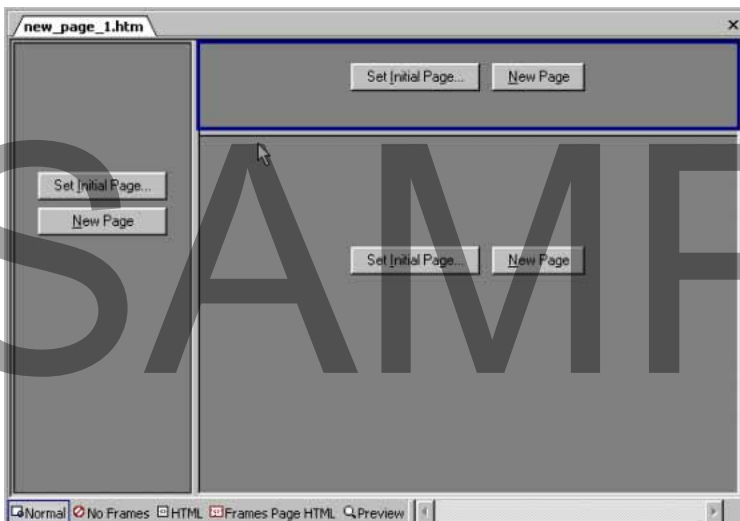 new_page_1.htm
Set Initial Page... New Page
Set Initial Page...
New Page
Set Initial Page... New Page
SAMP
Normal No Frames HTML Frames Page HTML Preview